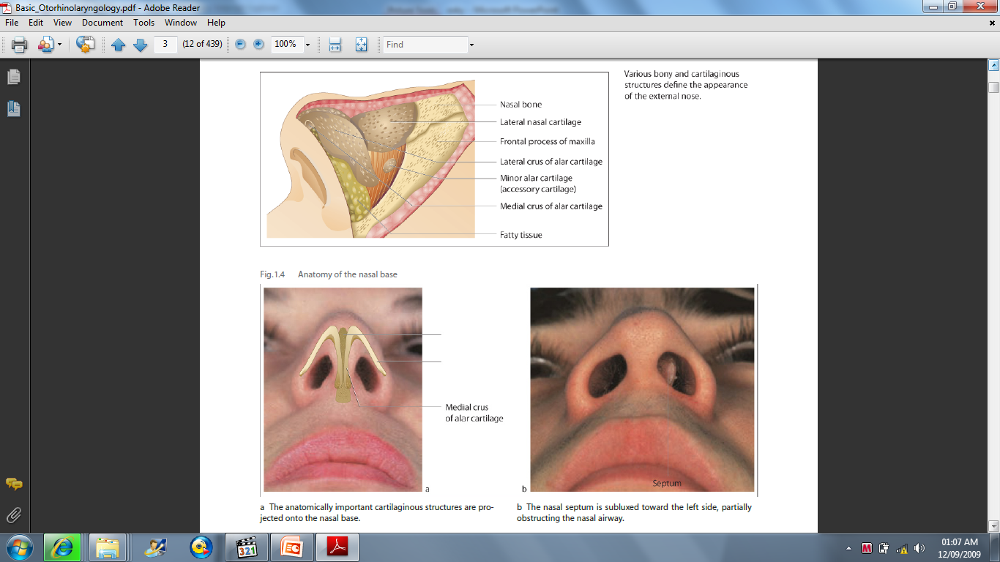 Basic_Otorhinolaryngology.pdf - Adobe Reader
File Edit View Document Tools Window Help
3 (12 of 439) 100% Find
Various bony and cartilaginous
structures define the appearance
of the external nose.
Nasal bone
Lateral nasal cartilage
Frontal process of maxilla
Lateral crus of alar cartilage
Minor alar cartilage
(accessory cartilage)
Medial crus of alar cartilage
Fatty tissue
Fig.1.4 Anatomy of the nasal base
Medial crus
of alar cartilage
Septum
a
b
a The anatomically important cartilaginous structures are pro-
jected onto the nasal base.
b The nasal septum is subluxed toward the left side, partially
obstructing the nasal airway.
321
01:07 AM
12/09/2009